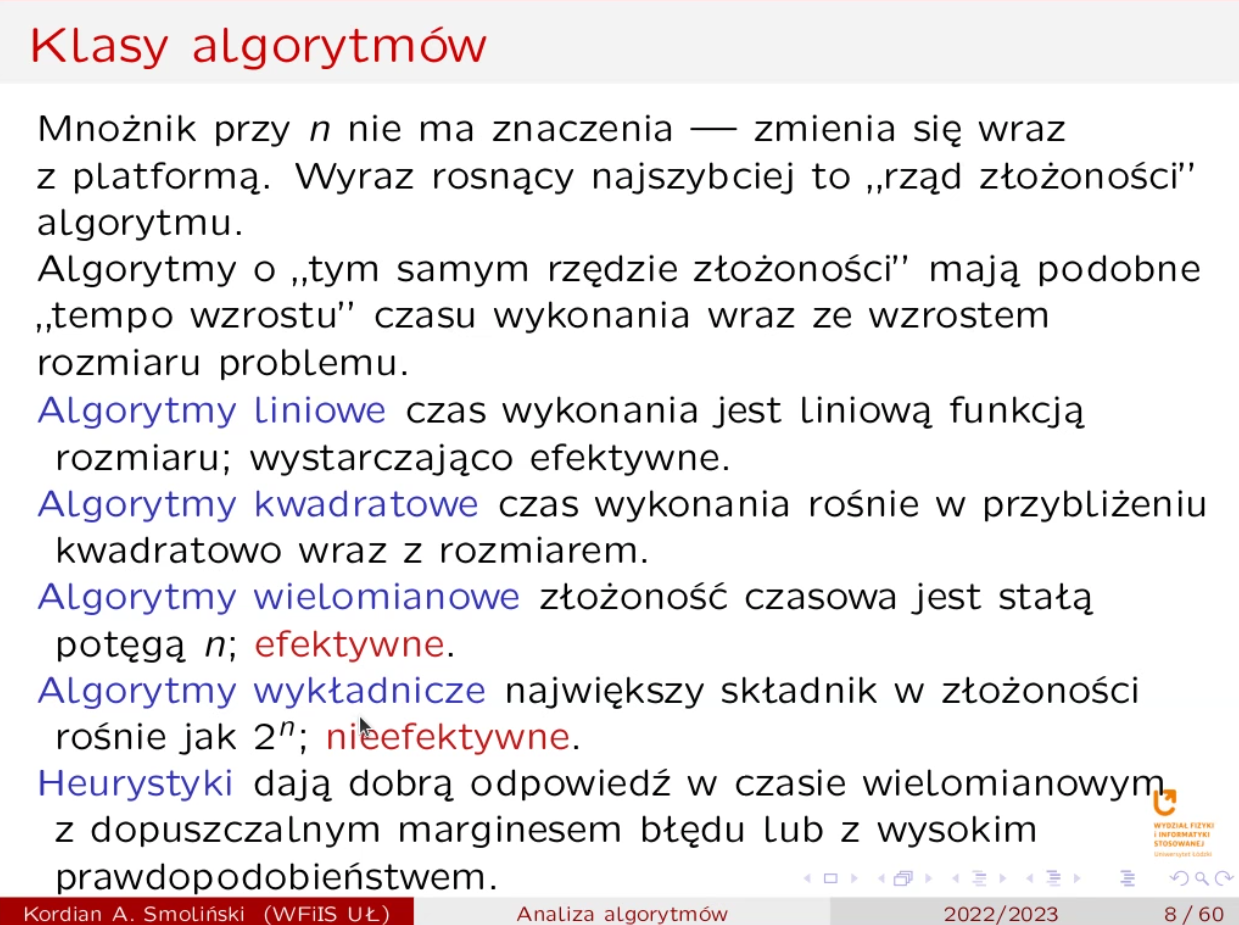 Klasy algorytmów
Mnożnik przy n nie ma znaczenia — zmienia się wraz
z platformą. Wyraz rosnący najszybciej to „rząd złożoności”
algorytmu.
Algorytmy o „tym samym rzędzie złożoności” mają podobne
„tempo wzrostu” czasu wykonania wraz ze wzrostem
rozmiaru problemu.
Algorytmy liniowe czas wykonania jest liniową funkcją
rozmiaru; wystarczająco efektywne.
Algorytmy kwadratowe czas wykonania rośnie w przybliżeniu
kwadratowo wraz z rozmiarem.
Algorytmy wielomianowe złożoność czasowa jest stałą
potęgą n; efektywne.
Algorytmy wykładnicze największy składnik w złożoności
rośnie jak 2ⁿ; nieefektywne.
Heurystyki dają dobrą odpowiedź w czasie wielomianowym
z dopuszczalnym marginesem błędu lub z wysokim
prawdopodobieństwem.
WYDZIAŁ FIZYKI
I INFORMATYKI
STOSOWANEJ
Uniwersytet Łódzki
Kordian A. Smoliński (WFiIS UŁ) Analiza algorytmów 2022/2023 8 / 60